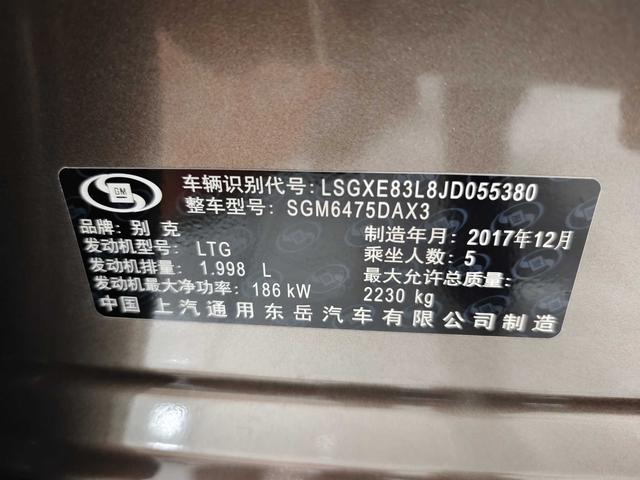 GM
车辆识别代号: LSGXE83L8JD055380
整车型号: SGM6475DAX3
品牌: 别克
制造年月: 2017年12月
发动机型号: LTG
乘坐人数: 5
发动机排量: 1.998 L
最大允许总质量:
发动机最大净功率: 186 kW
2230 kg
中国 上汽通用东岳汽车有限公司制造